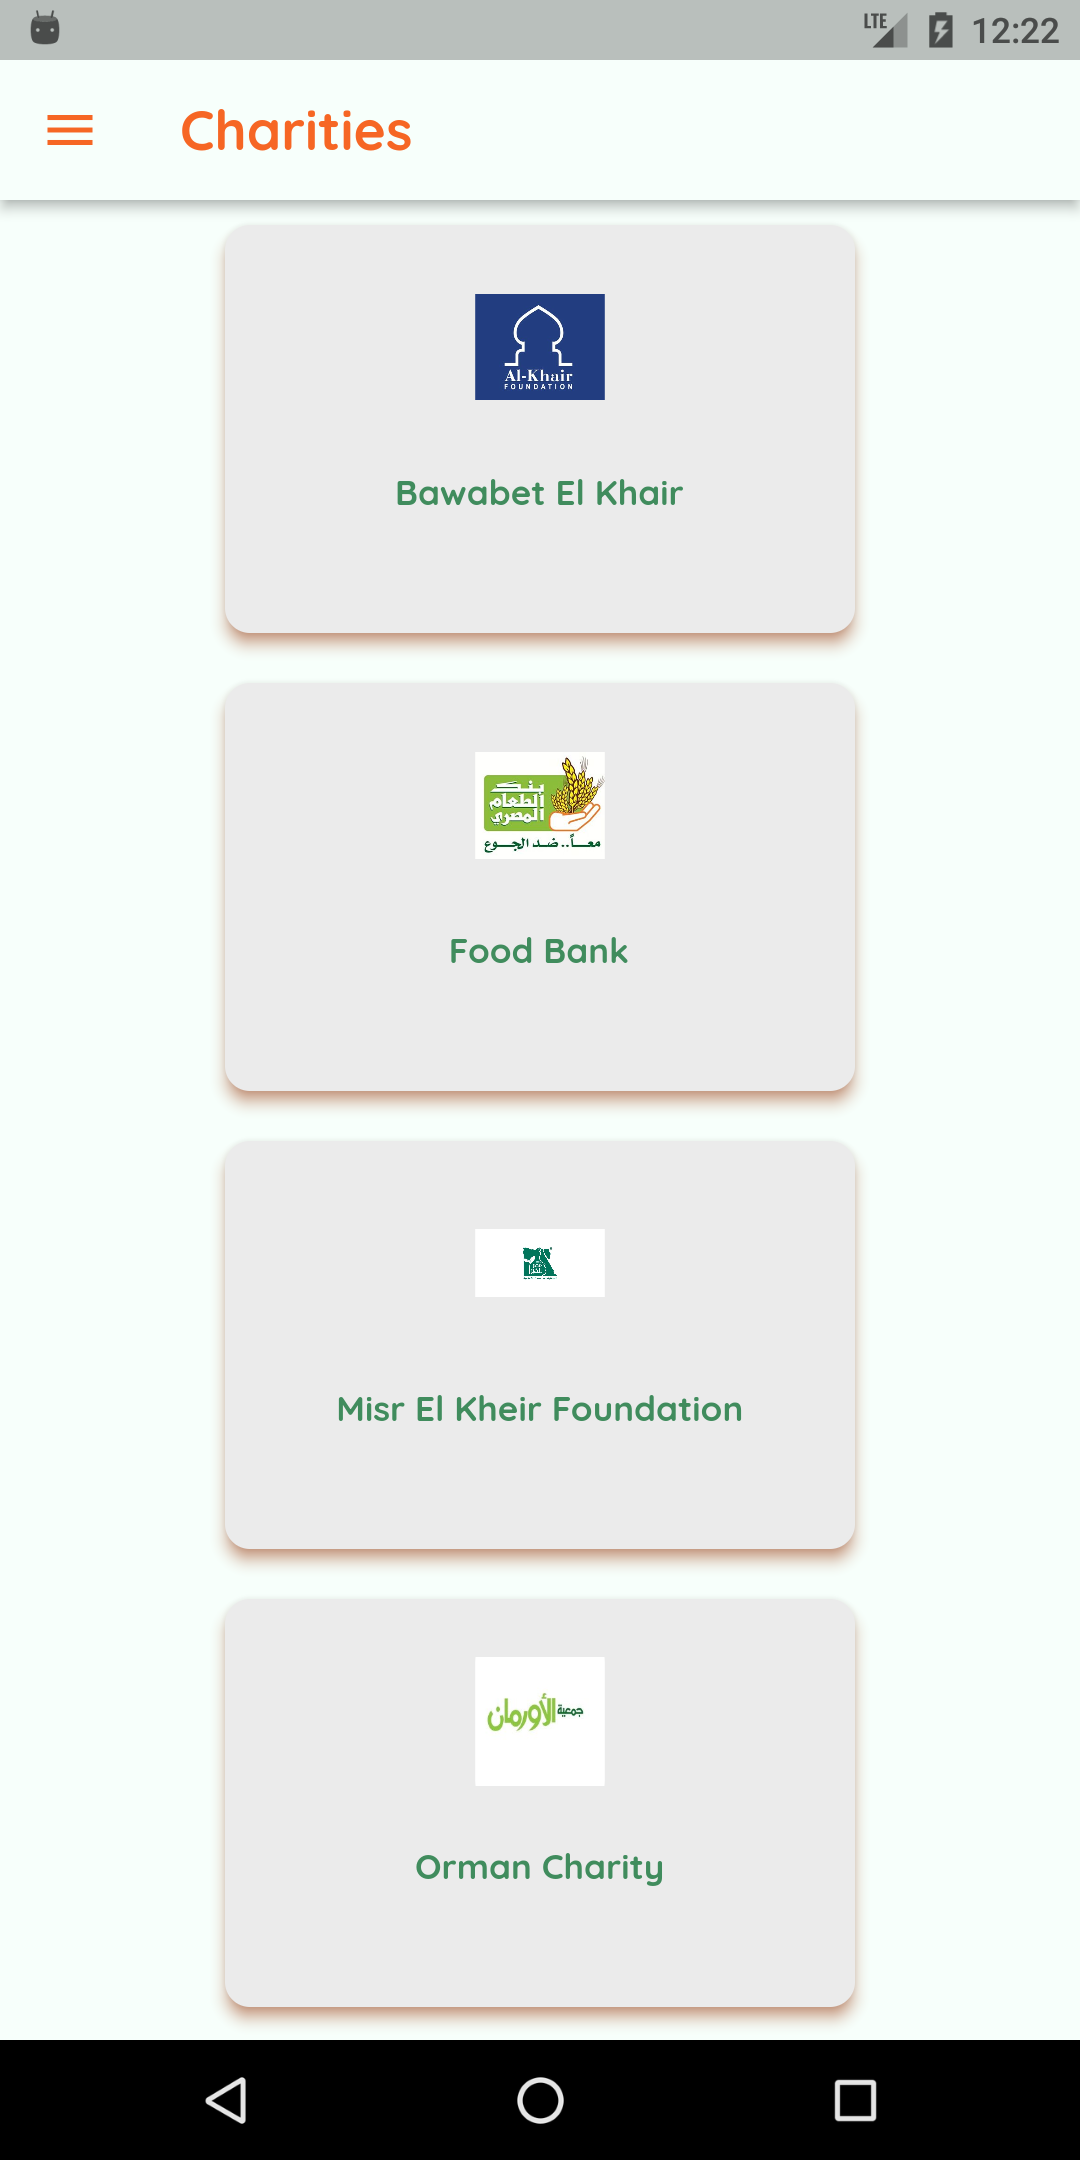 LTE 12:22
Charities
Al-Khair
FOUNDATION
Bawabet El Khair
بنك
الطعام
المصري
معاً.. ضد الجوع
Food Bank
Misr El Kheir Foundation
جمعية الأورمان
Orman Charity